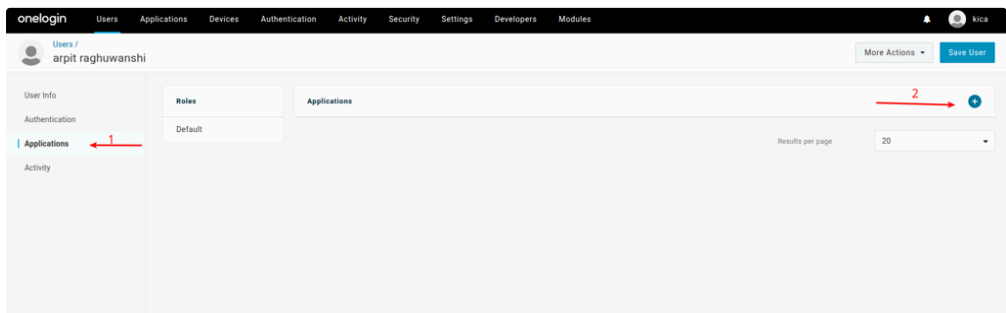 onelogin Users Applications Devices Authentication Activity Security Settings Developers Modules kica
Users /
arpit raghuwanshi
More Actions Save User
User Info
Authentication
Applications
Activity
1
Roles
Default
Applications
2
Results per page 20